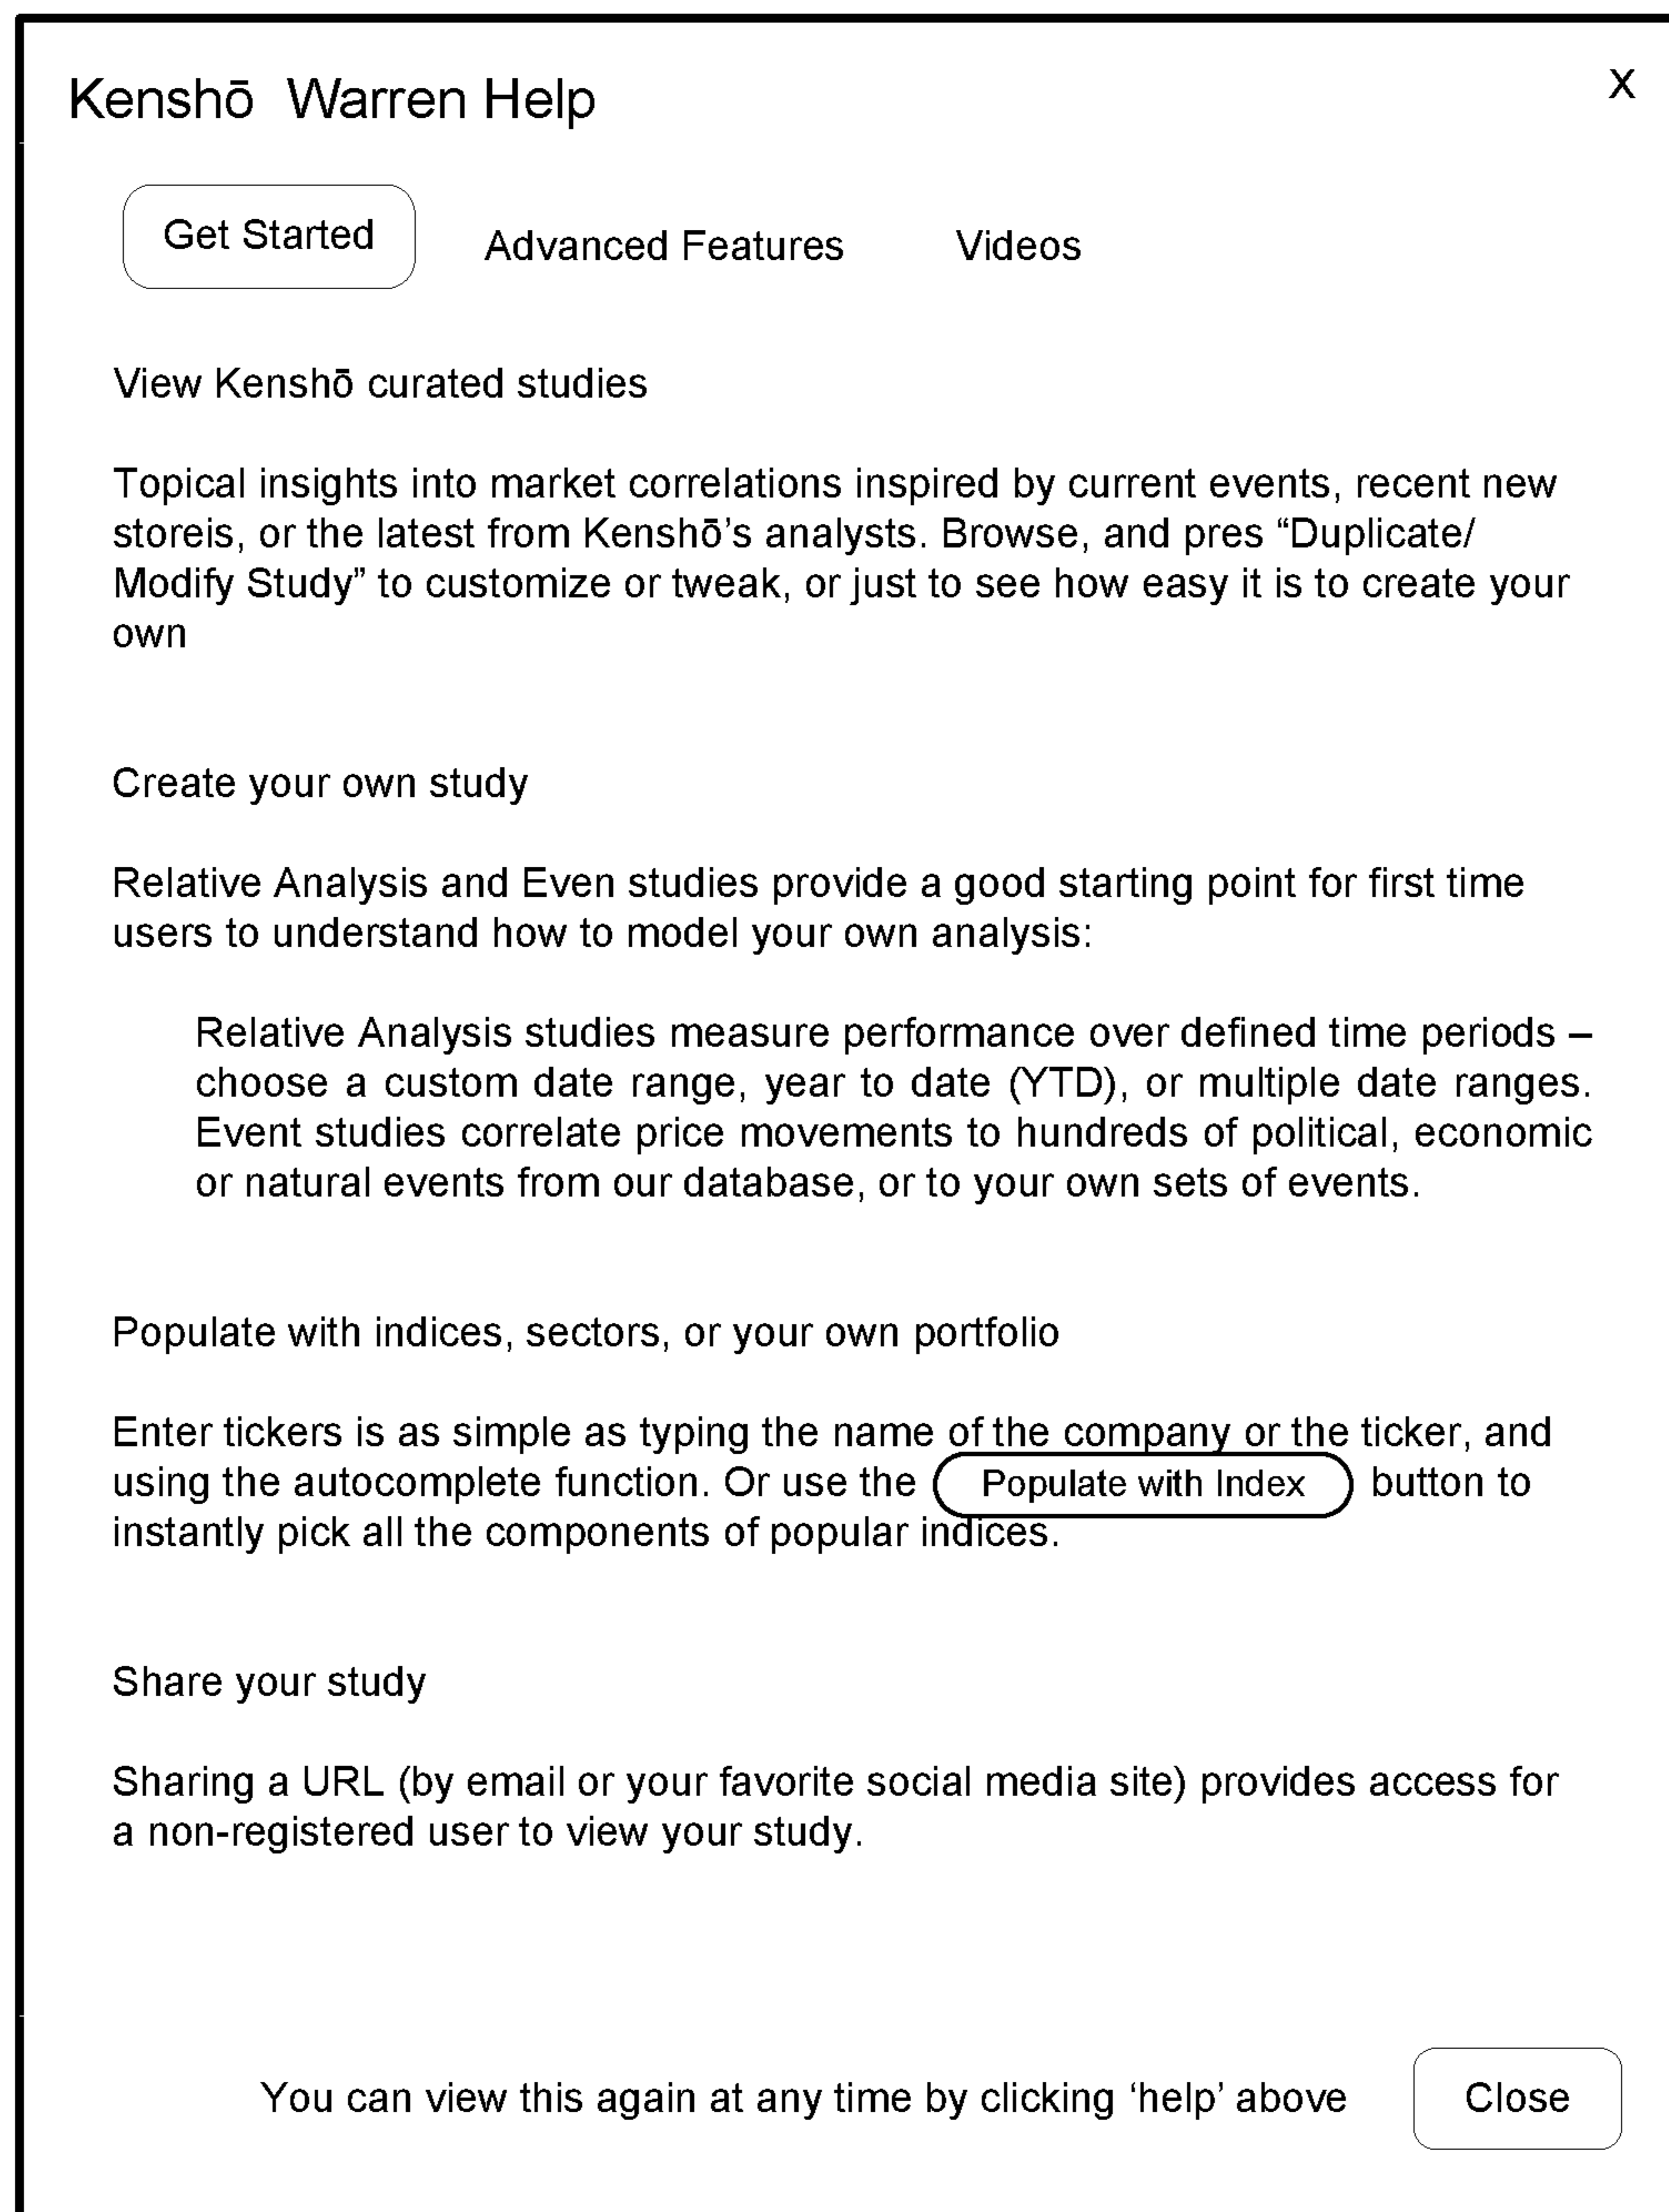 Kenshō Warren Help
X
Get Started
Advanced Features
Videos
View Kenshō curated studies
Topical insights into market correlations inspired by current events, recent new
storeis, or the latest from Kenshō's analysts. Browse, and pres “Duplicate/
Modify Study” to customize or tweak, or just to see how easy it is to create your
own
Create your own study
Relative Analysis and Even studies provide a good starting point for first time
users to understand how to model your own analysis:
Relative Analysis studies measure performance over defined time periods –
choose a custom date range, year to date (YTD), or multiple date ranges.
Event studies correlate price movements to hundreds of political, economic
or natural events from our database, or to your own sets of events.
Populate with indices, sectors, or your own portfolio
Enter tickers is as simple as typing the name of the company or the ticker, and
using the autocomplete function. Or use the Populate with Index button to
instantly pick all the components of popular indices.
Share your study
Sharing a URL (by email or your favorite social media site) provides access for
a non-registered user to view your study.
You can view this again at any time by clicking ‘help’ above
Close